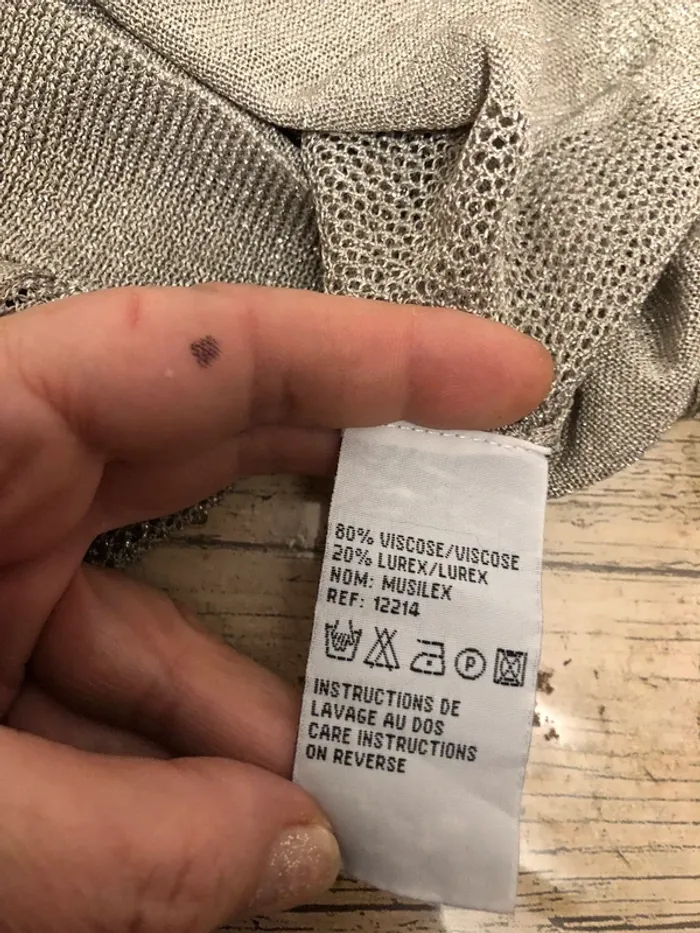 80% VISCOSE/VISCOSE
20% LUREX/LUREX
NOM: MUSILEX
REF: 12214
P
INSTRUCTIONS DE
LAVAGE AU DOS
CARE INSTRUCTIONS
ON REVERSE